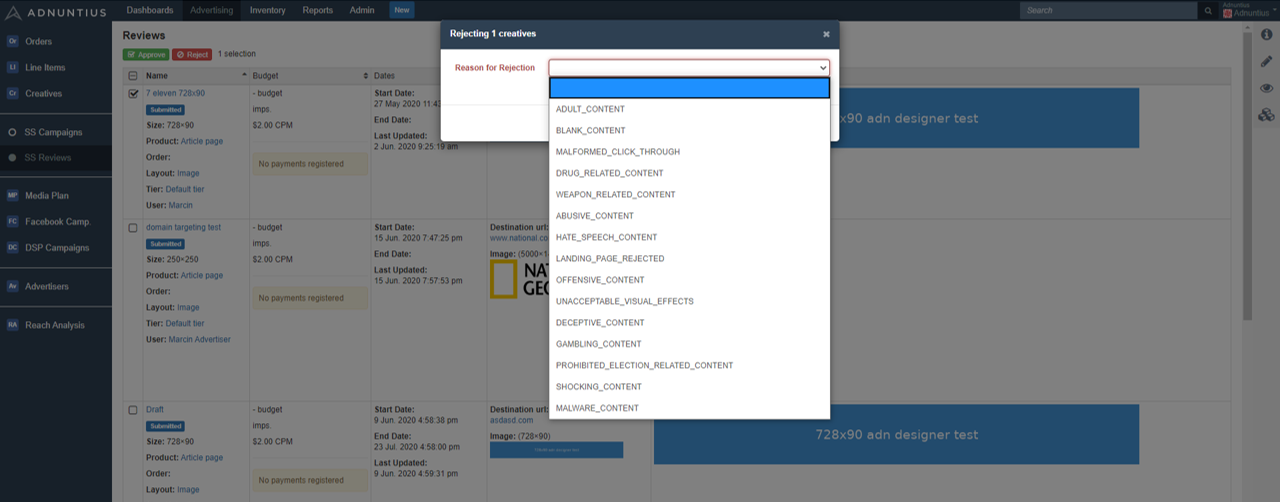 ADNUNTIUS
Dashboards
Advertising
Inventory
Reports
Admin
New
Search
Adnuntius
Adnuntius
Or Orders
LI Line Items
Cr Creatives
SS Campaigns
SS Reviews
MP Media Plan
FC Facebook Camp.
DC DSP Campaigns
Av Advertisers
RA Reach Analysis
Reviews
Approve
Reject
1 selection
Name
Budget
Dates
7 eleven 728x90
Submitted
Size: 728×90
Product: Article page
Order:
Layout: Image
Tier: Default tier
User: Marcin
- budget
imps.
$2.00 CPM
No payments registered
Start Date:
27 May 2020 11:43
End Date:
Last Updated:
2 Jun. 2020 9:25:19 am
x90 adn designer test
domain targeting test
Submitted
Size: 250×250
Product: Article page
Order:
Layout: Image
Tier: Default tier
User: Marcin Advertiser
- budget
imps.
$2.00 CPM
No payments registered
Start Date:
15 Jun. 2020 7:47:25 pm
End Date:
Last Updated:
15 Jun. 2020 7:57:53 pm
Destination url:
www.national.co
Image: (5000×1
NAT
GEO
Draft
Submitted
Size: 728×90
Product: Article page
Order:
Layout: Image
- budget
imps.
$2.00 CPM
No payments registered
Start Date:
9 Jun. 2020 4:58:38 pm
End Date:
23 Jul. 2020 4:58:00 pm
Last Updated:
9 Jun. 2020 4:59:31 pm
Destination url:
asdasd.com
Image: (728×90)
728x90 adn designer test
Rejecting 1 creatives
×
Reason for Rejection
ADULT_CONTENT
BLANK_CONTENT
MALFORMED_CLICK_THROUGH
DRUG_RELATED_CONTENT
WEAPON_RELATED_CONTENT
ABUSIVE_CONTENT
HATE_SPEECH_CONTENT
LANDING_PAGE_REJECTED
OFFENSIVE_CONTENT
UNACCEPTABLE_VISUAL_EFFECTS
DECEPTIVE_CONTENT
GAMBLING_CONTENT
PROHIBITED_ELECTION_RELATED_CONTENT
SHOCKING_CONTENT
MALWARE_CONTENT